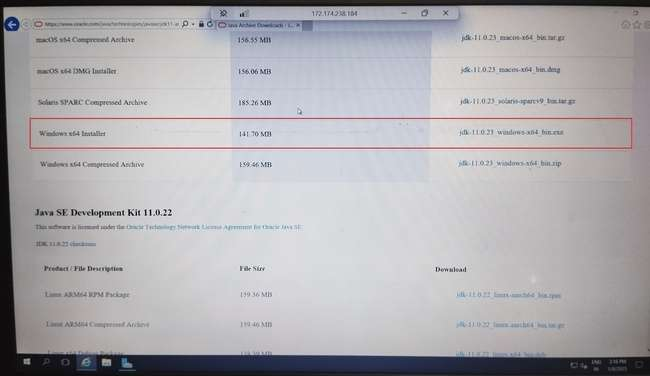 172.174.238.184
https://www.oracle.com/java/technologies/javase/jdk11-a
Java Archive Downloads - J...
macOS x64 Compressed Archive 156.55 MB jdk-11.0.23_macos-x64_bin.tar.gz
macOS x64 DMG Installer 156.06 MB jdk-11.0.23_macos-x64_bin.dmg
Solaris SPARC Compressed Archive 185.26 MB jdk-11.0.23_solaris-sparcv9_bin.tar.gz
Windows x64 Installer 141.70 MB jdk-11.0.23_windows-x64_bin.exe
Windows x64 Compressed Archive 159.46 MB jdk-11.0.23_windows-x64_bin.zip
Java SE Development Kit 11.0.22
This software is licensed under the Oracle Technology Network License Agreement for Oracle Java SE
JDK 11.0.22 checksum
Product / File Description File Size Download
Linux ARM64 RPM Package 159.36 MB jdk-11.0.22_linux-aarch64_bin.rpm
Linux ARM64 Compressed Archive 159.46 MB jdk-11.0.22_linux-aarch64_bin.tar.gz
Linux x64 Debian Package 139.39 MB jdk-11.0.22_linux-x64_bin.deb
ENG